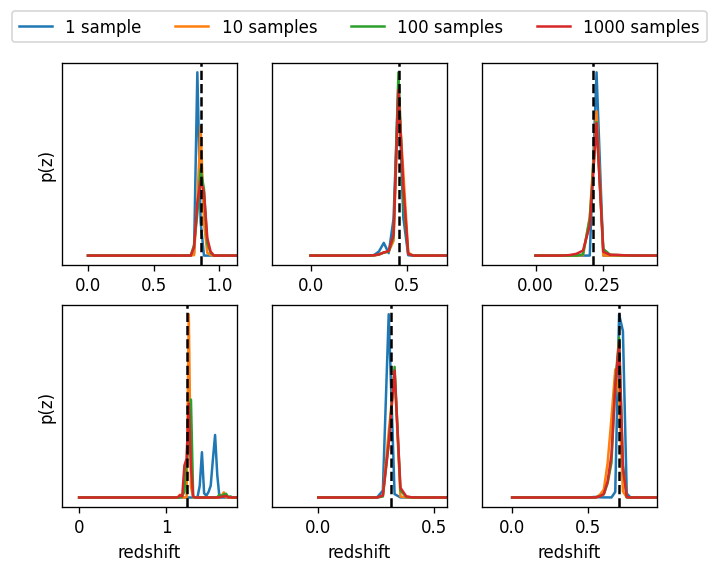 1 sample 10 samples 100 samples 1000 samples
p(z)
0.0 0.5 1.0
0.0 0.5
0.00 0.25
p(z)
0 1
0.0 0.5
0.0 0.5
redshift redshift redshift